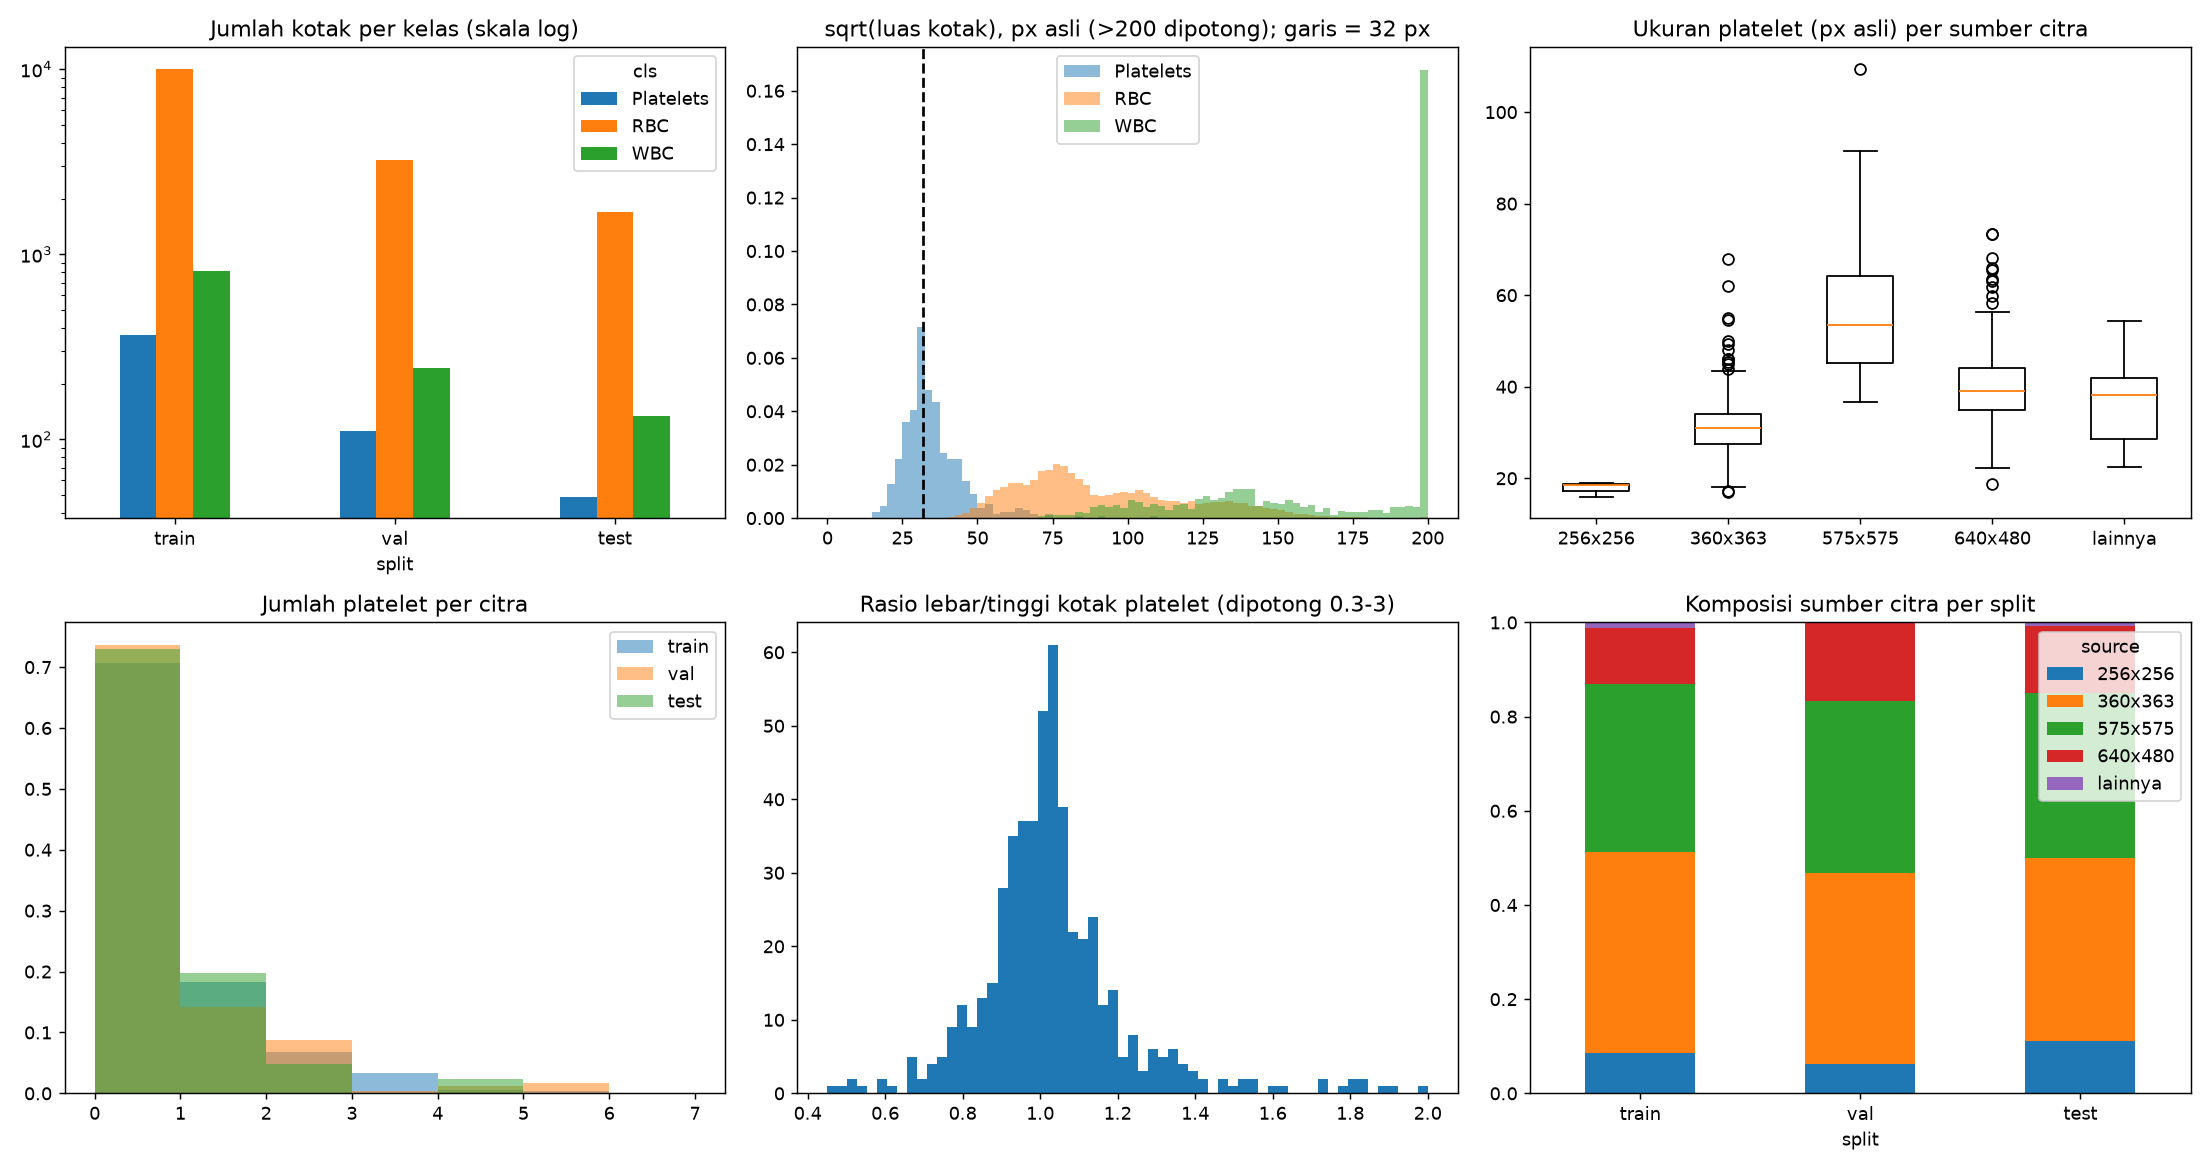 Jumlah kotak per kelas (skala log)
10⁴
10³
10²
cls
Platelets
RBC
WBC
train
val
test
split
sqrt(luas kotak), px asli (>200 dipotong); garis = 32 px
0.16
0.14
0.12
0.10
0.08
0.06
0.04
0.02
0.00
Platelets
RBC
WBC
0
25
50
75
100
125
150
175
200
Ukuran platelet (px asli) per sumber citra
100
80
60
40
20
256x256
360x363
575x575
640x480
lainnya
Jumlah platelet per citra
0.7
0.6
0.5
0.4
0.3
0.2
0.1
0.0
train
val
test
0
1
2
3
4
5
6
7
Rasio lebar/tinggi kotak platelet (dipotong 0.3-3)
60
50
40
30
20
10
0
0.4
0.6
0.8
1.0
1.2
1.4
1.6
1.8
2.0
Komposisi sumber citra per split
1.0
0.8
0.6
0.4
0.2
0.0
source
256x256
360x363
575x575
640x480
lainnya
train
val
test
split